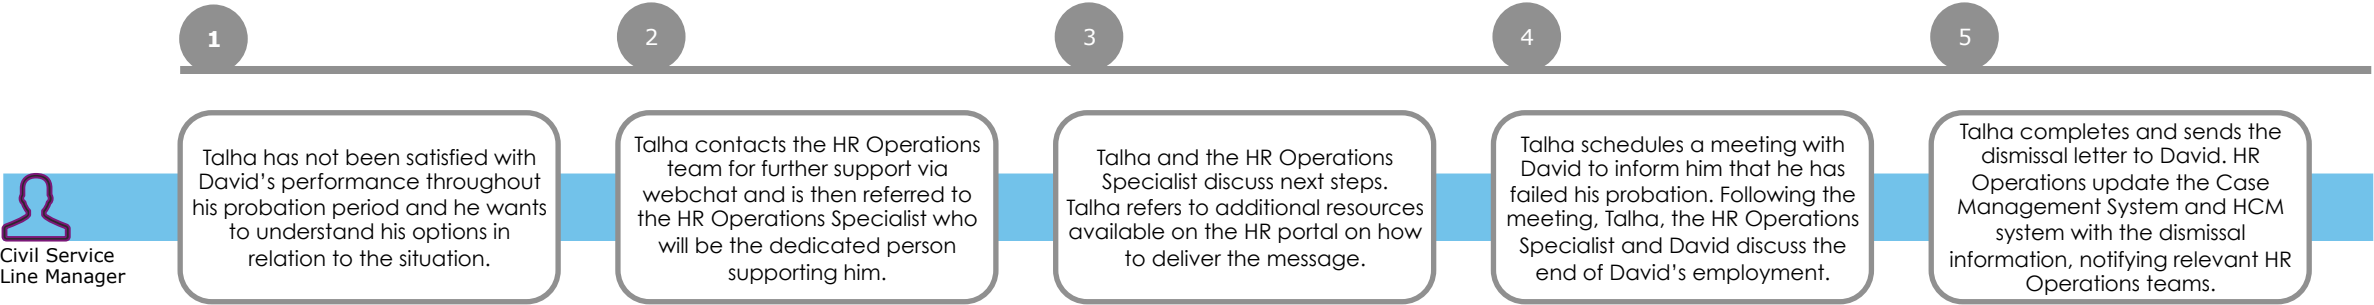 1
2
3
4
5
Civil Service
Line Manager
Talha has not been satisfied with
David’s performance throughout
his probation period and he wants
to understand his options in
relation to the situation.
Talha contacts the HR Operations
team for further support via
webchat and is then referred to
the HR Operations Specialist who
will be the dedicated person
supporting him.
Talha and the HR Operations
Specialist discuss next steps.
Talha refers to additional resources
available on the HR portal on how
to deliver the message.
Talha schedules a meeting with
David to inform him that he has
failed his probation. Following the
meeting, Talha, the HR Operations
Specialist and David discuss the
end of David’s employment.
Talha completes and sends the
dismissal letter to David. HR
Operations update the Case
Management System and HCM
system with the dismissal
information, notifying relevant HR
Operations teams.